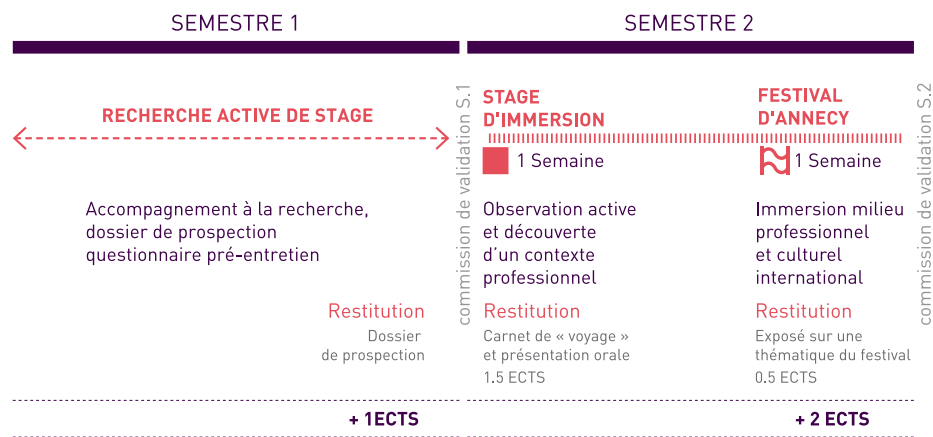 SEMESTRE 1
RECHERCHE ACTIVE DE STAGE
Accompagnement à la recherche,
dossier de prospection
questionnaire pré-entretien
Restitution
Dossier
de prospection
+ 1ECTS
commission de validation S.1
SEMESTRE 2
STAGE
D'IMMERSION
1 Semaine
Observation active
et découverte
d'un contexte
professionnel
Restitution
Carnet de « voyage »
et présentation orale
1.5 ECTS
FESTIVAL
D'ANNECY
1 Semaine
Immersion milieu
professionnel
et culturel
international
Restitution
Exposé sur une
thématique du festival
0.5 ECTS
+ 2 ECTS
commission de validation S.2